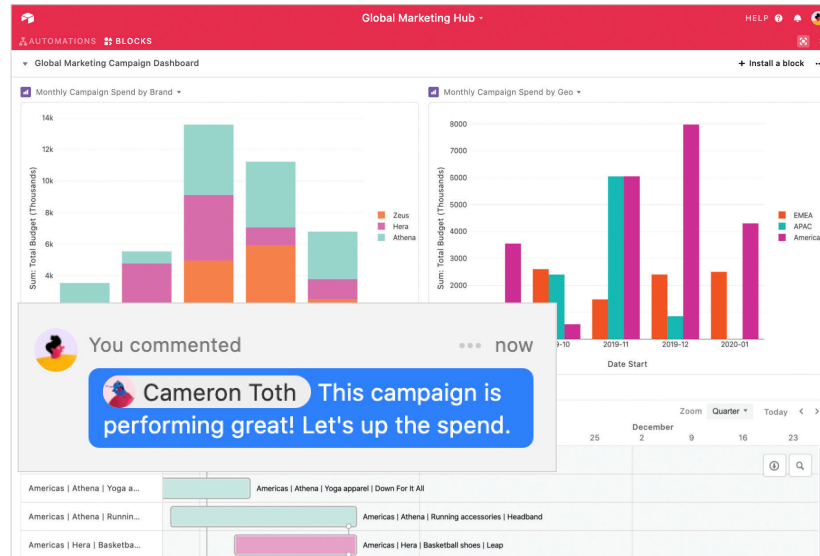 Global Marketing Hub
HELP
AUTOMATIONS BLOCKS
Global Marketing Campaign Dashboard
+ Install a block
Monthly Campaign Spend by Brand
Monthly Campaign Spend by Geo
14k
12k
10k
8k
6k
4k
Sum: Total Budget (Thousands)
Zeus
Hera
Athena
8000
7000
6000
5000
4000
3000
2000
Sum: Total Budget (Thousands)
EMEA
APAC
America
9-10
2019-11
2019-12
2020-01
Date Start
You commented
... now
Cameron Toth This campaign is
performing great! Let's up the spend.
Zoom Quarter Today
December
25 2 9 16 23
Americas | Athena | Yoga a...
Americas | Athena | Yoga apparel | Down For It All
Americas | Athena | Runnin...
Americas | Athena | Running accessories | Headband
Americas | Hera | Basketba...
Americas | Hera | Basketball shoes | Leap